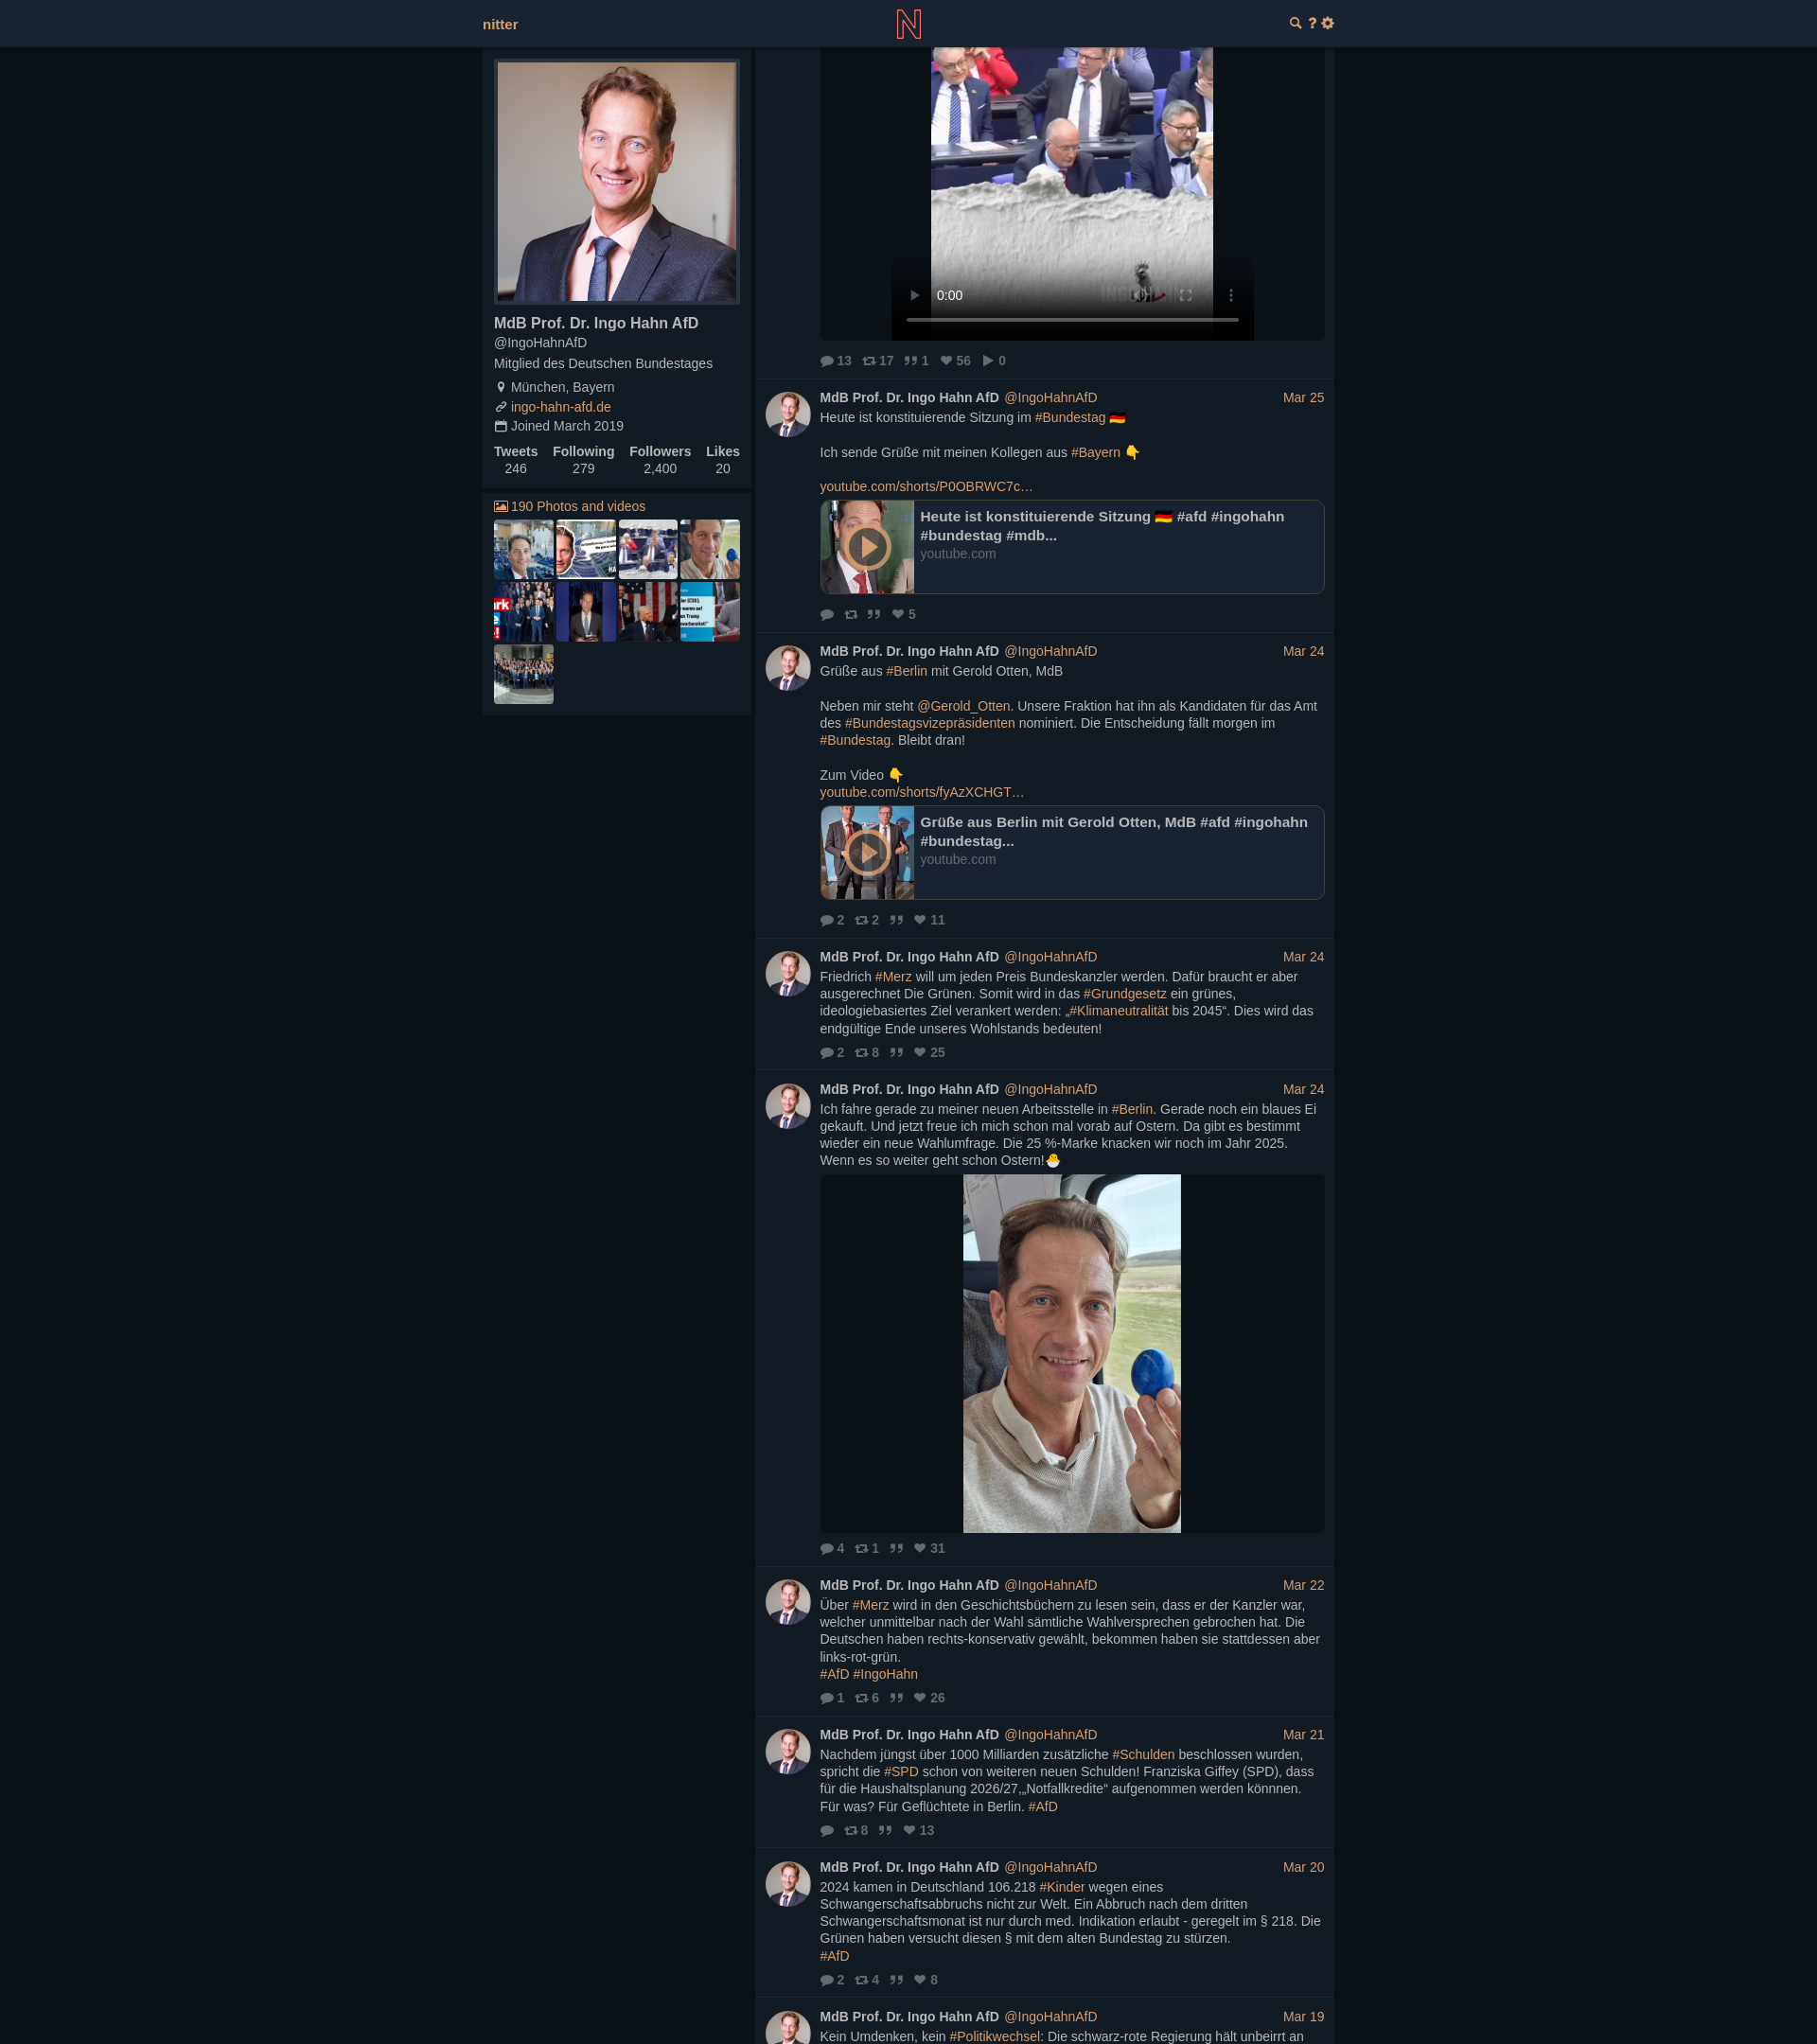 nitter
MdB Prof. Dr. Ingo Hahn AfD
@IngoHahnAfD
Mitglied des Deutschen Bundestages
München, Bayern
ingo-hahn-afd.de
Joined March 2019
Tweets Following Followers Likes
246 279 2,400 20
190 Photos and videos
0:00
13 17 1 56 0
MdB Prof. Dr. Ingo Hahn AfD @IngoHahnAfD Mar 25
Heute ist konstituierende Sitzung im #Bundestag 🇩🇪
Ich sende Grüße mit meinen Kollegen aus #Bayern 👇
youtube.com/shorts/P0OBRWC7c…
Heute ist konstituierende Sitzung 🇩🇪 #afd #ingohahn
#bundestag #mdb...
youtube.com
5
MdB Prof. Dr. Ingo Hahn AfD @IngoHahnAfD Mar 24
Grüße aus #Berlin mit Gerold Otten, MdB
Neben mir steht @Gerold_Otten. Unsere Fraktion hat ihn als Kandidaten für das Amt
des #Bundestagsvizepräsidenten nominiert. Die Entscheidung fällt morgen im
#Bundestag. Bleibt dran!
Zum Video 👇
youtube.com/shorts/fyAzXCHGT…
Grüße aus Berlin mit Gerold Otten, MdB #afd #ingohahn
#bundestag...
youtube.com
2 2 11
MdB Prof. Dr. Ingo Hahn AfD @IngoHahnAfD Mar 24
Friedrich #Merz will um jeden Preis Bundeskanzler werden. Dafür braucht er aber
ausgerechnet Die Grünen. Somit wird in das #Grundgesetz ein grünes,
ideologiebasiertes Ziel verankert werden: „#Klimaneutralität bis 2045“. Dies wird das
endgültige Ende unseres Wohlstands bedeuten!
2 8 25
MdB Prof. Dr. Ingo Hahn AfD @IngoHahnAfD Mar 24
Ich fahre gerade zu meiner neuen Arbeitsstelle in #Berlin. Gerade noch ein blaues Ei
gekauft. Und jetzt freue ich mich schon mal vorab auf Ostern. Da gibt es bestimmt
wieder ein neue Wahlumfrage. Die 25 %-Marke knacken wir noch im Jahr 2025.
Wenn es so weiter geht schon Ostern!🐣
4 1 31
MdB Prof. Dr. Ingo Hahn AfD @IngoHahnAfD Mar 22
Über #Merz wird in den Geschichtsbüchern zu lesen sein, dass er der Kanzler war,
welcher unmittelbar nach der Wahl sämtliche Wahlversprechen gebrochen hat. Die
Deutschen haben rechts-konservativ gewählt, bekommen haben sie stattdessen aber
links-rot-grün.
#AfD #IngoHahn
1 6 26
MdB Prof. Dr. Ingo Hahn AfD @IngoHahnAfD Mar 21
Nachdem jüngst über 1000 Milliarden zusätzliche #Schulden beschlossen wurden,
spricht die #SPD schon von weiteren neuen Schulden! Franziska Giffey (SPD), dass
für die Haushaltsplanung 2026/27,„Notfallkredite“ aufgenommen werden könnnen.
Für was? Für Geflüchtete in Berlin. #AfD
8 13
MdB Prof. Dr. Ingo Hahn AfD @IngoHahnAfD Mar 20
2024 kamen in Deutschland 106.218 #Kinder wegen eines
Schwangerschaftsabbruchs nicht zur Welt. Ein Abbruch nach dem dritten
Schwangerschaftsmonat ist nur durch med. Indikation erlaubt - geregelt im § 218. Die
Grünen haben versucht diesen § mit dem alten Bundestag zu stürzen.
#AfD
2 4 8
MdB Prof. Dr. Ingo Hahn AfD @IngoHahnAfD Mar 19
Kein Umdenken, kein #Politikwechsel: Die schwarz-rote Regierung hält unbeirrt an